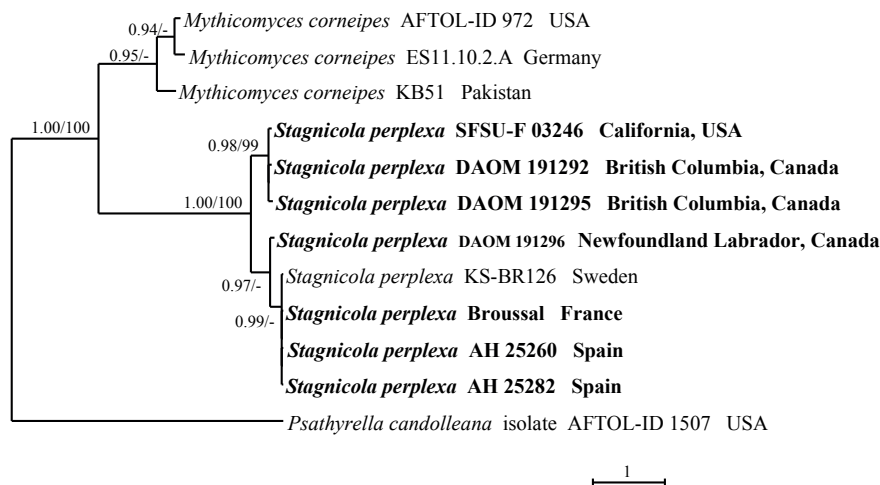 Mythicomyces corneipes AFTOL-ID 972 USA
0.94/-
Mythicomyces corneipes ES11.10.2.A Germany
0.95/-
Mythicomyces corneipes KB51 Pakistan
1.00/100
Stagnicola perplexa SFSU-F 03246 California, USA
0.98/99
Stagnicola perplexa DAOM 191292 British Columbia, Canada
1.00/100
Stagnicola perplexa DAOM 191295 British Columbia, Canada
Stagnicola perplexa DAOM 191296 Newfoundland Labrador, Canada
Stagnicola perplexa KS-BR126 Sweden
0.97/-
Stagnicola perplexa Broussal France
0.99/-
Stagnicola perplexa AH 25260 Spain
Stagnicola perplexa AH 25282 Spain
Psathyrella candolleana isolate AFTOL-ID 1507 USA
1